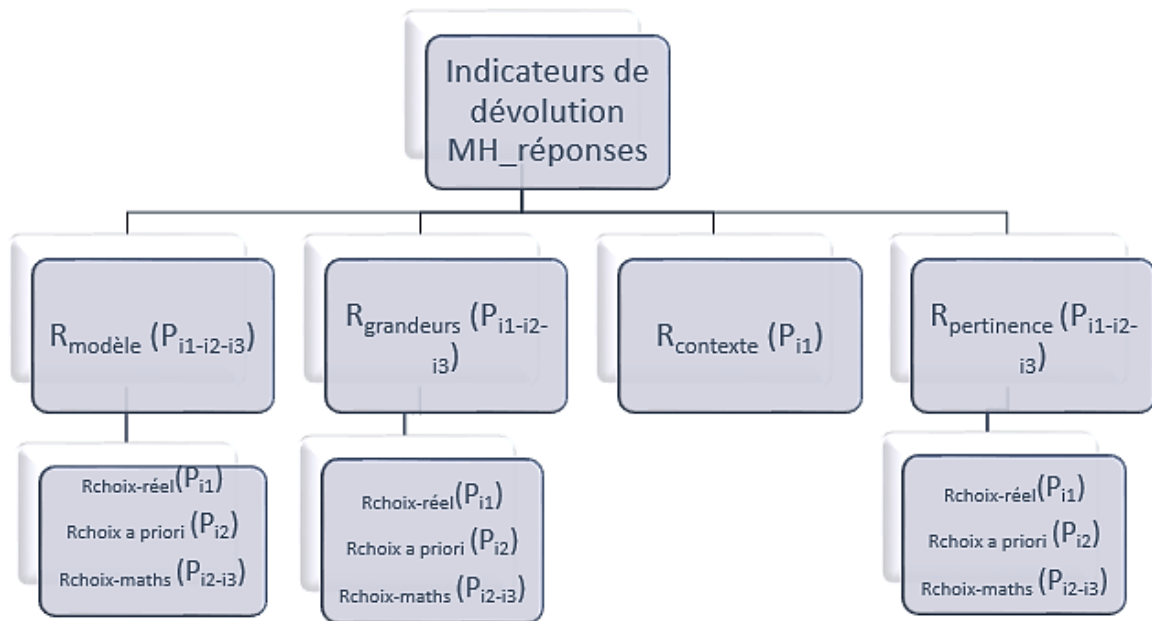 Indicateurs de
dévolution
MH_réponses
Rmodèle (Pi1-i2-i3)
Rgrandeurs (Pi1-i2-
i3)
Rcontexte (Pi1)
Rpertinence (Pi1-i2-
i3)
Rchoix-réel(Pi1)
Rchoix a priori (Pi2)
Rchoix-maths (Pi2-i3)
Rchoix-réel(Pi1)
Rchoix a priori (Pi2)
Rchoix-maths (Pi2-i3)
Rchoix-réel(Pi1)
Rchoix a priori (Pi2)
Rchoix-maths (Pi2-i3)